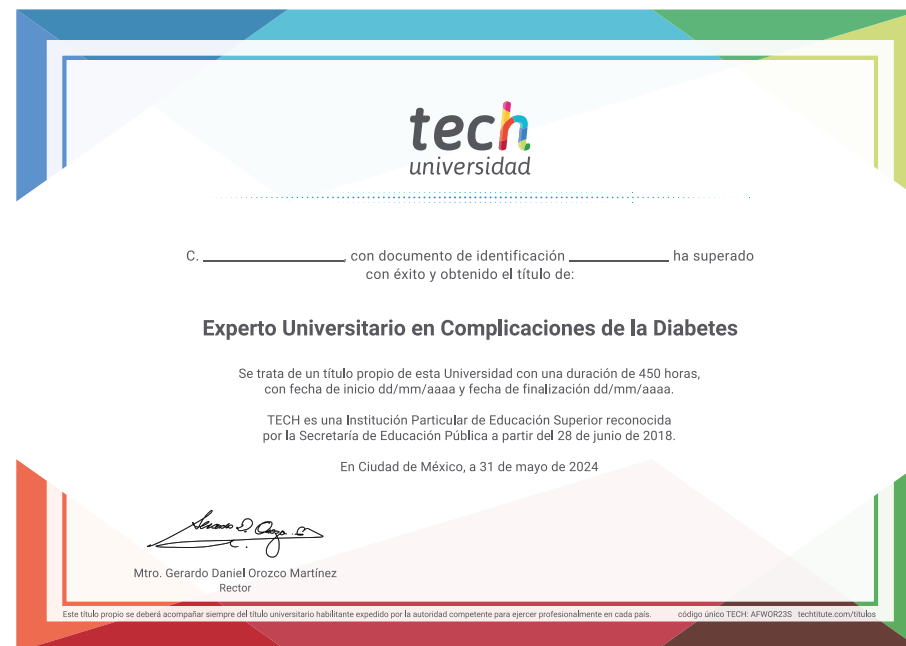 tech
universidad
C. ____________, con documento de identificación ____________ ha superado
con éxito y obtenido el título de:
Experto Universitario en Complicaciones de la Diabetes
Se trata de un título propio de esta Universidad con una duración de 450 horas,
con fecha de inicio dd/mm/aaaa y fecha de finalización dd/mm/aaaa.
TECH es una Institución Particular de Educación Superior reconocida
por la Secretaría de Educación Pública a partir del 28 de junio de 2018.
En Ciudad de México, a 31 de mayo de 2024
Mtro. Gerardo Daniel Orozco Martínez
Rector
Este título propio se deberá acompañar siempre del título universitario habilitante expedido por la autoridad competente para ejercer profesionalmente en cada país. código único TECH: AFWOR23S techtitute.com/titulos